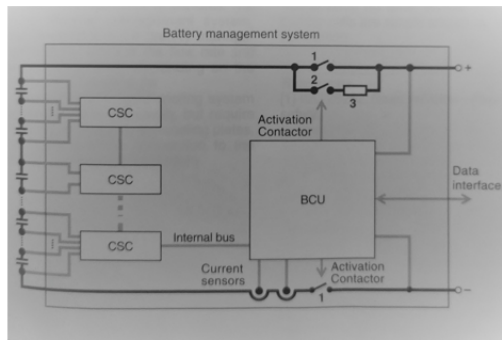 Battery management system
1
2
+
3
CSC
Activation
Contactor
CSC
BCU
Data
interface
CSC
Internal bus
Current
sensors
Activation
Contactor
1
−